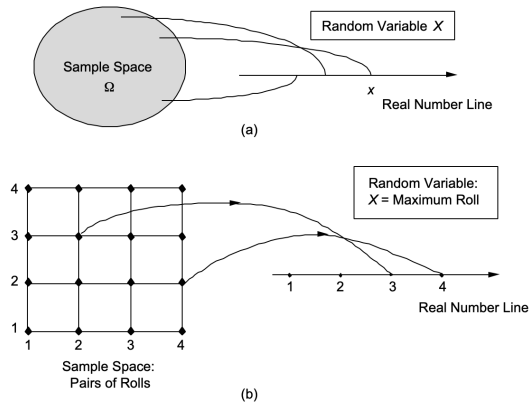 Random Variable X
Sample Space
Ω
x
Real Number Line
(a)
Random Variable:
X = Maximum Roll
4
3
2
1
1 2 3 4
1 2 3 4
Real Number Line
Sample Space:
Pairs of Rolls
(b)